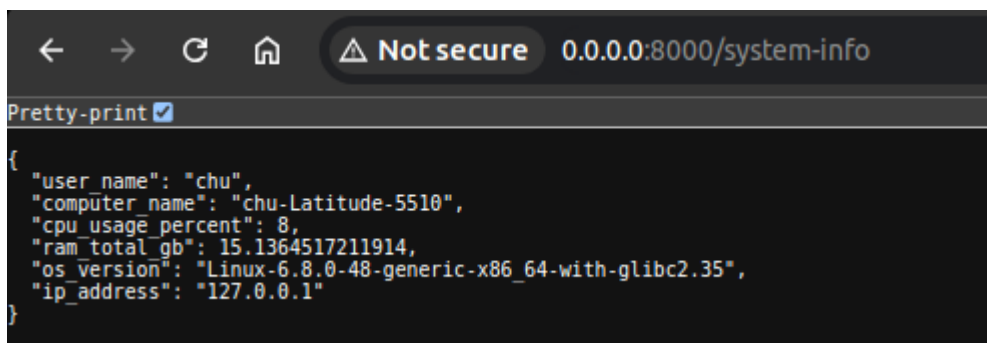 Not secure 0.0.0.0:8000/system-info
Pretty-print
{
"user_name": "chu",
"computer_name": "chu-Latitude-5510",
"cpu_usage_percent": 8,
"ram_total_gb": 15.1364517211914,
"os_version": "Linux-6.8.0-48-generic-x86_64-with-glibc2.35",
"ip_address": "127.0.0.1"
}